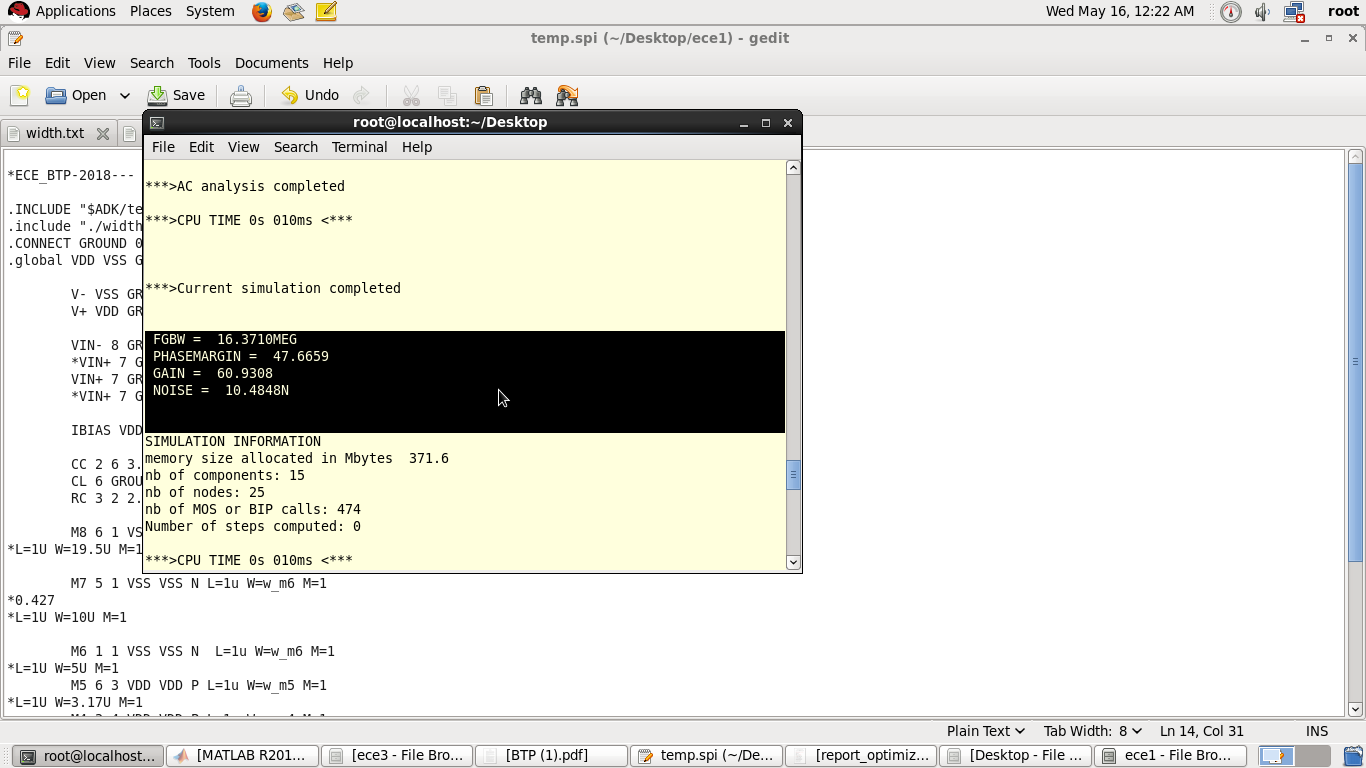 Applications Places System Wed May 16, 12:22 AM root
temp.spi (~/Desktop/ece1) - gedit
File Edit View Search Tools Documents Help
Open Save Undo
width.txt
root@localhost:~/Desktop
File Edit View Search Terminal Help
***>AC analysis completed
***>CPU TIME 0s 010ms <***
***>Current simulation completed
FGBW = 16.3710MEG
PHASEMARGIN = 47.6659
GAIN = 60.9308
NOISE = 10.4848N
SIMULATION INFORMATION
memory size allocated in Mbytes 371.6
nb of components: 15
nb of nodes: 25
nb of MOS or BIP calls: 474
Number of steps computed: 0
***>CPU TIME 0s 010ms <***
*ECE_BTP-2018---
.INCLUDE "$ADK/te
.include "./width
.CONNECT GROUND 0
.global VDD VSS G
V- VSS GR
V+ VDD GR
VIN- 8 GR
*VIN+ 7 G
VIN+ 7 GR
*VIN+ 7 G
IBIAS VDD
CC 2 6 3.
CL 6 GROU
RC 3 2 2.
M8 6 1 VS
*L=1U W=19.5U M=1
M7 5 1 VSS VSS N L=1u W=w_m6 M=1
*0.427
*L=1U W=10U M=1
M6 1 1 VSS VSS N L=1u W=w_m6 M=1
*L=1U W=5U M=1
M5 6 3 VDD VDD P L=1u W=w_m5 M=1
*L=1U W=3.17U M=1
Plain Text Tab Width: 8 Ln 14, Col 31 INS
root@localhost... [MATLAB R201... [ece3 - File Bro... [BTP (1).pdf] temp.spi (~/De... [report_optimiz... [Desktop - File ... ece1 - File Brow...